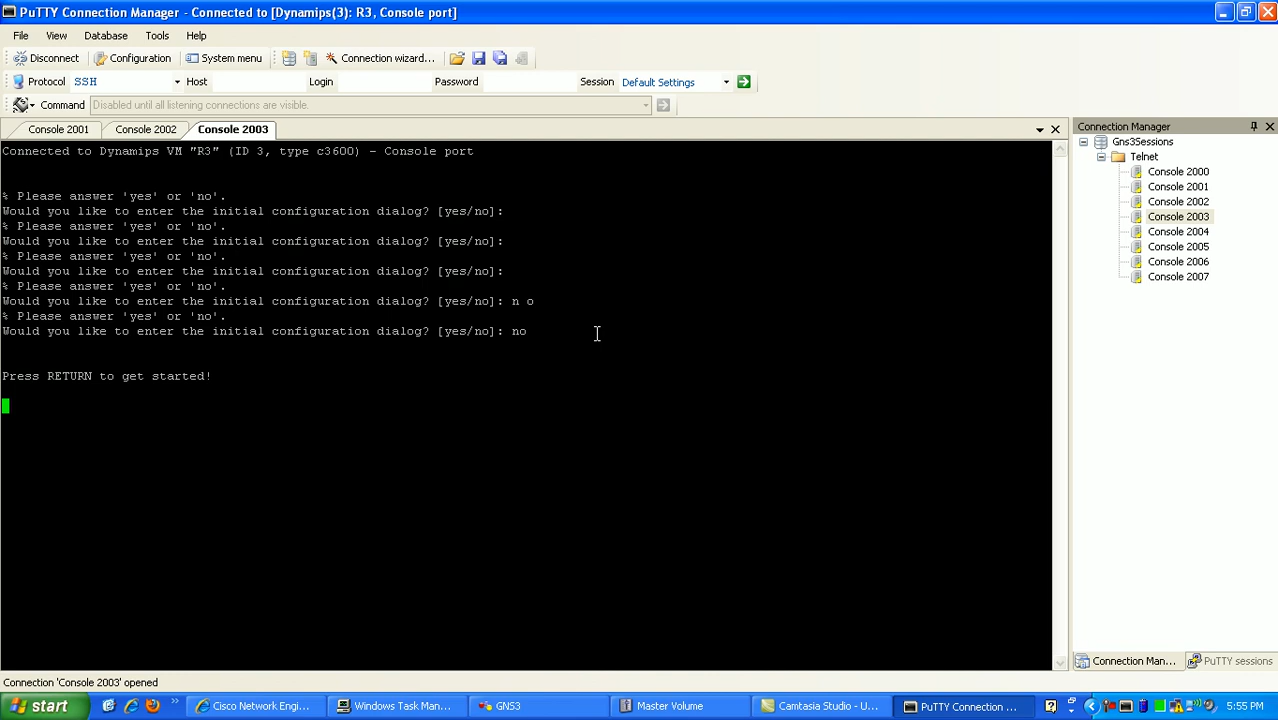 PuTTY Connection Manager - Connected to [Dynamips(3): R3, Console port]
File View Database Tools Help
Disconnect Configuration System menu Connection wizard...
Protocol SSH Host Login Password Session Default Settings
Command Disabled until all listening connections are visible.
Console 2001 Console 2002 Console 2003
Connected to Dynamips VM "R3" (ID 3, type c3600) - Console port
% Please answer 'yes' or 'no'.
Would you like to enter the initial configuration dialog? [yes/no]:
% Please answer 'yes' or 'no'.
Would you like to enter the initial configuration dialog? [yes/no]:
% Please answer 'yes' or 'no'.
Would you like to enter the initial configuration dialog? [yes/no]:
% Please answer 'yes' or 'no'.
Would you like to enter the initial configuration dialog? [yes/no]: n o
% Please answer 'yes' or 'no'.
Would you like to enter the initial configuration dialog? [yes/no]: no
Press RETURN to get started!
Connection Manager
Gns3Sessions
Telnet
Console 2000
Console 2001
Console 2002
Console 2003
Console 2004
Console 2005
Console 2006
Console 2007
Connection Man... PuTTY sessions
Connection 'Console 2003' opened
start Cisco Network Engi... Windows Task Man... GNS3 Master Volume Camtasia Studio - U... PuTTY Connection ... 5:55 PM